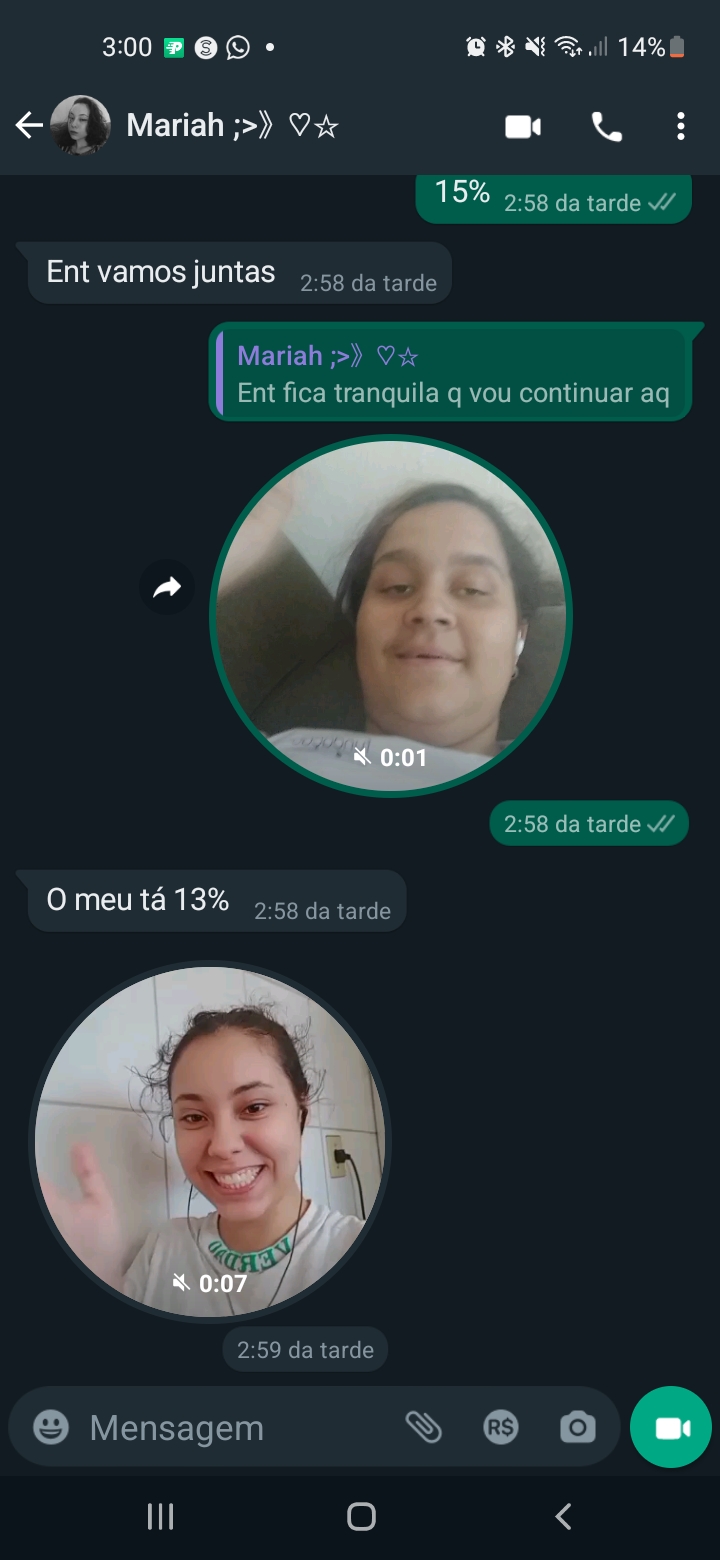 3:00
14%
Mariah ;>》 ♡☆
15% 2:58 da tarde
Ent vamos juntas 2:58 da tarde
Mariah ;>》 ♡☆
Ent fica tranquila q vou continuar aq
0:01
2:58 da tarde
O meu tá 13% 2:58 da tarde
VERDAD
0:07
2:59 da tarde
Mensagem
R$